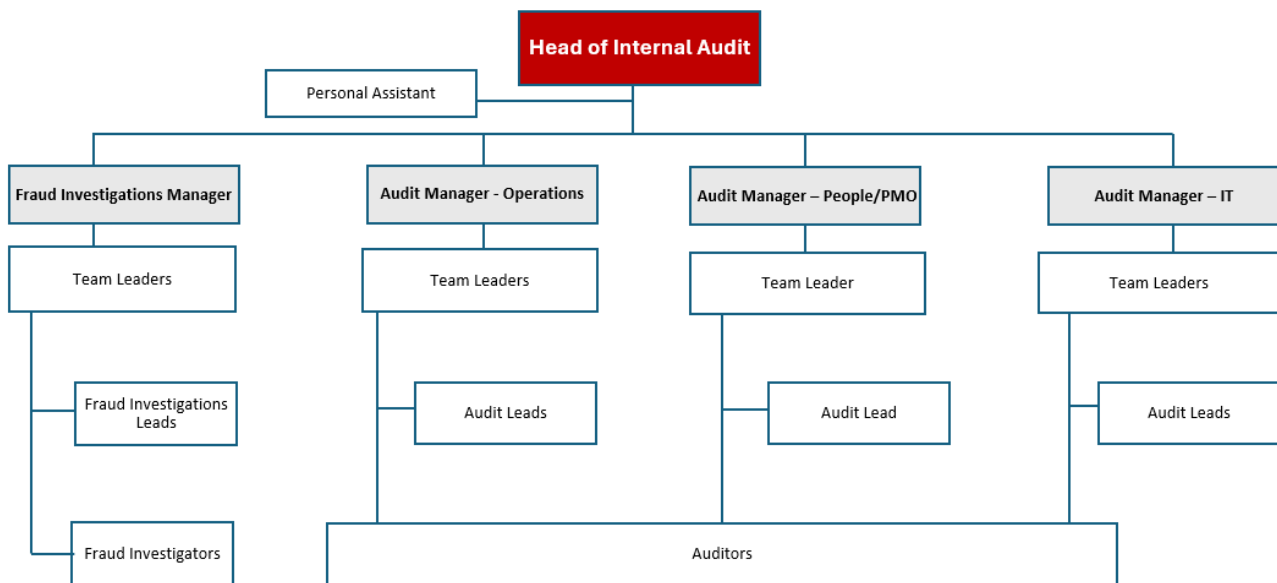 Head of Internal Audit
Personal Assistant
Fraud Investigations Manager
Audit Manager - Operations
Audit Manager – People/PMO
Audit Manager – IT
Team Leaders
Team Leaders
Team Leader
Team Leaders
Fraud Investigations
Leads
Audit Leads
Audit Lead
Audit Leads
Fraud Investigators
Auditors